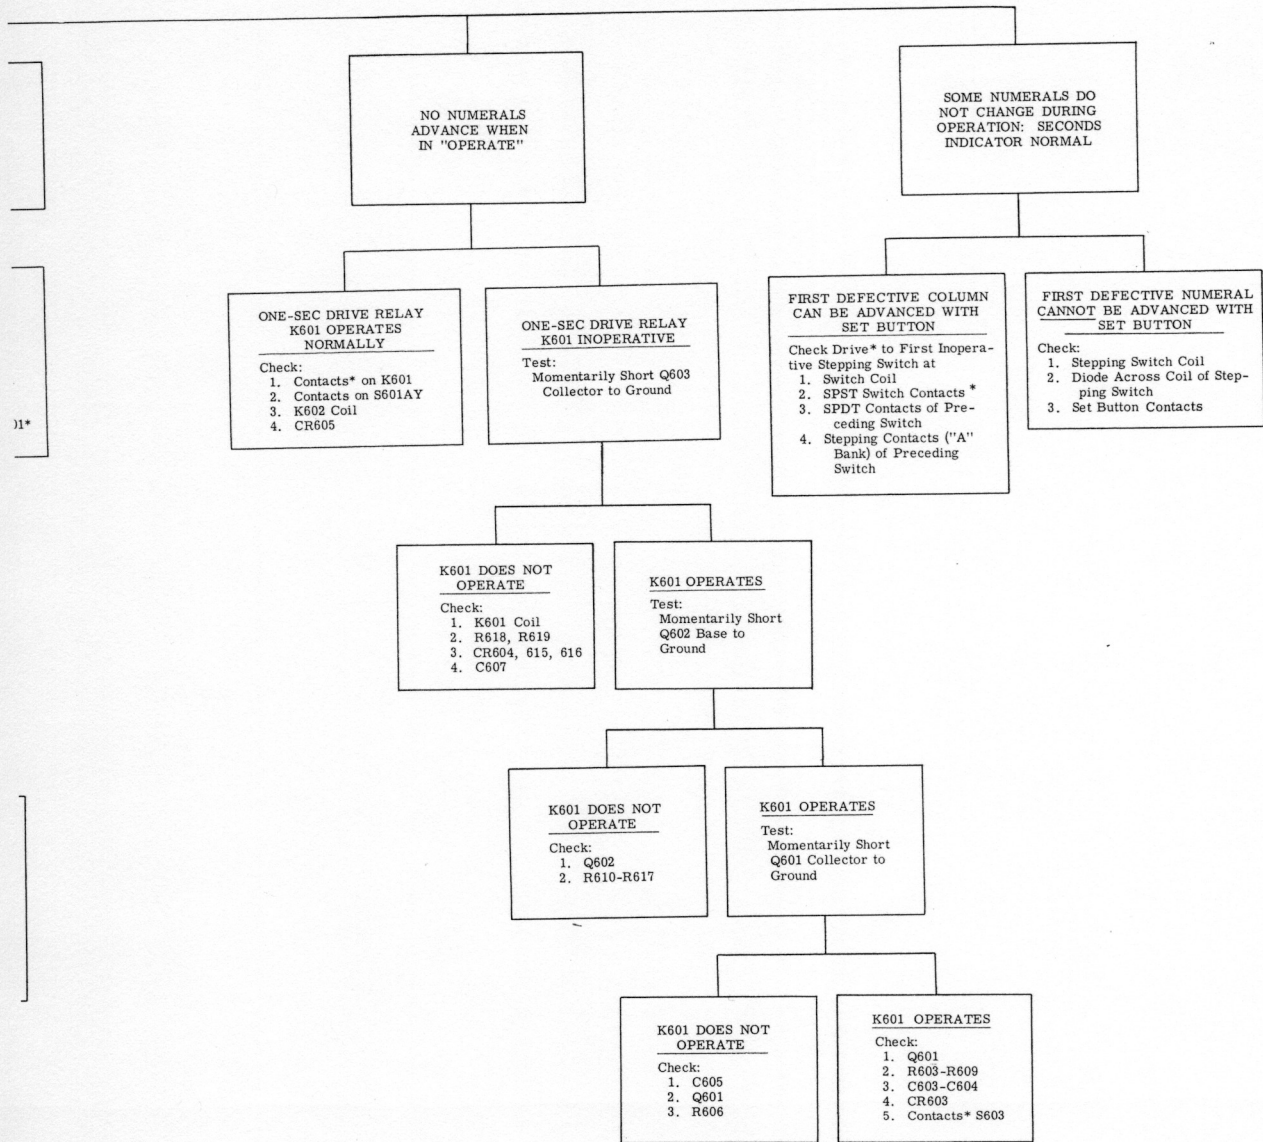 NO NUMERALS
ADVANCE WHEN
IN "OPERATE"
SOME NUMERALS DO
NOT CHANGE DURING
OPERATION: SECONDS
INDICATOR NORMAL
)1*
ONE-SEC DRIVE RELAY
K601 OPERATES
NORMALLY
Check:
1. Contacts* on K601
2. Contacts on S601AY
3. K602 Coil
4. CR605
ONE-SEC DRIVE RELAY
K601 INOPERATIVE
Test:
Momentarily Short Q603
Collector to Ground
FIRST DEFECTIVE COLUMN
CAN BE ADVANCED WITH
SET BUTTON
Check Drive* to First Inopera-
tive Stepping Switch at
1. Switch Coil
2. SPST Switch Contacts *
3. SPDT Contacts of Pre-
ceding Switch
4. Stepping Contacts ("A"
Bank) of Preceding
Switch
FIRST DEFECTIVE NUMERAL
CANNOT BE ADVANCED WITH
SET BUTTON
Check:
1. Stepping Switch Coil
2. Diode Across Coil of Step-
ping Switch
3. Set Button Contacts
K601 DOES NOT
OPERATE
Check:
1. K601 Coil
2. R618, R619
3. CR604, 615, 616
4. C607
K601 OPERATES
Test:
Momentarily Short
Q602 Base to
Ground
K601 DOES NOT
OPERATE
Check:
1. Q602
2. R610-R617
K601 OPERATES
Test:
Momentarily Short
Q601 Collector to
Ground
K601 DOES NOT
OPERATE
Check:
1. C605
2. Q601
3. R606
K601 OPERATES
Check:
1. Q601
2. R603-R609
3. C603-C604
4. CR603
5. Contacts* S603